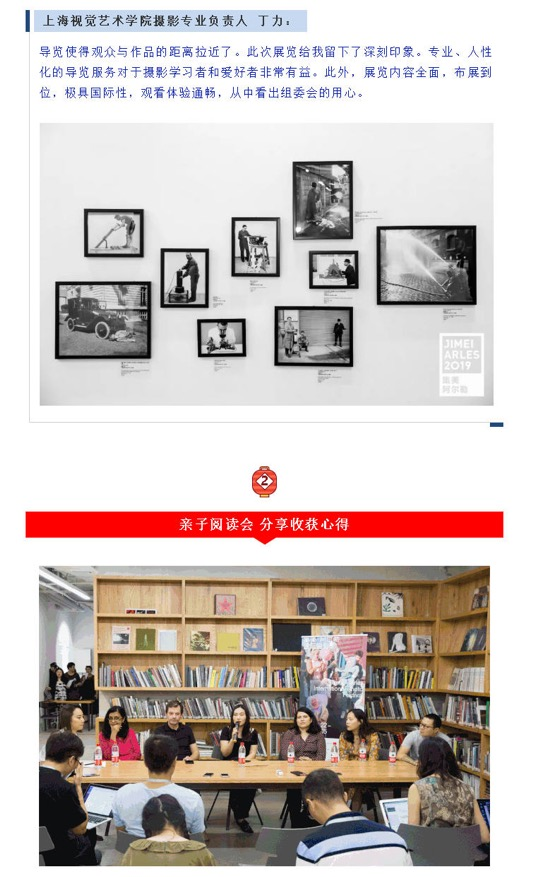 上海视觉艺术学院摄影专业负责人 丁力：
导览使得观众与作品的距离拉近了。此次展览给我留下了深刻印象。专业、人性
化的导览服务对于摄影学习者和爱好者非常有益。此外，展览内容全面，布展到
位，极具国际性，观看体验通畅，从中看出组委会的用心。
JIMEI
ARLES
2019
集美
阿尔勒
2
亲子阅读会 分享收获心得
International